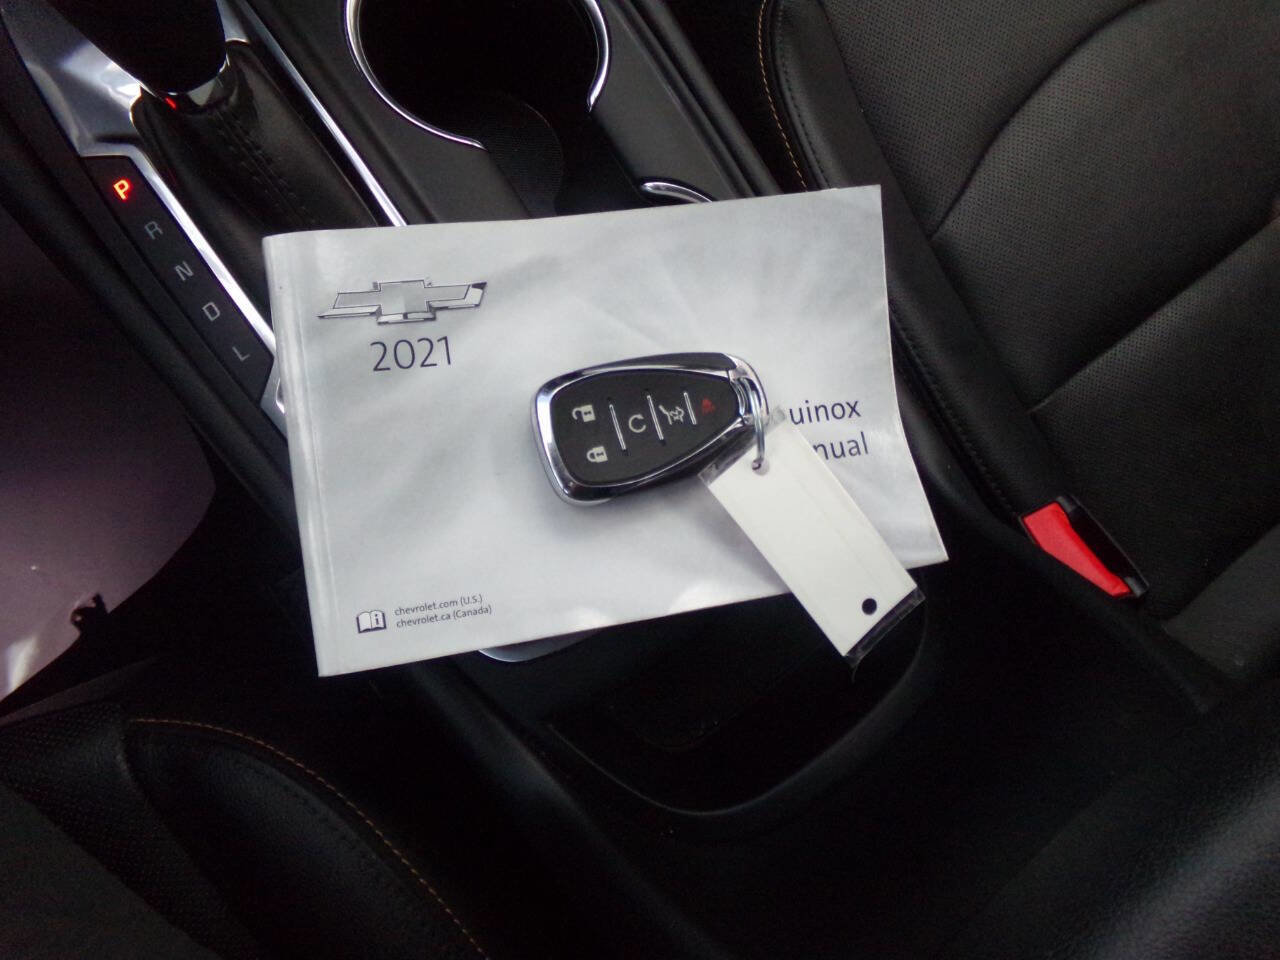 P
R
N
D
L
2021
uinox
nual
chevrolet.com (U.S.)
chevrolet.ca (Canada)